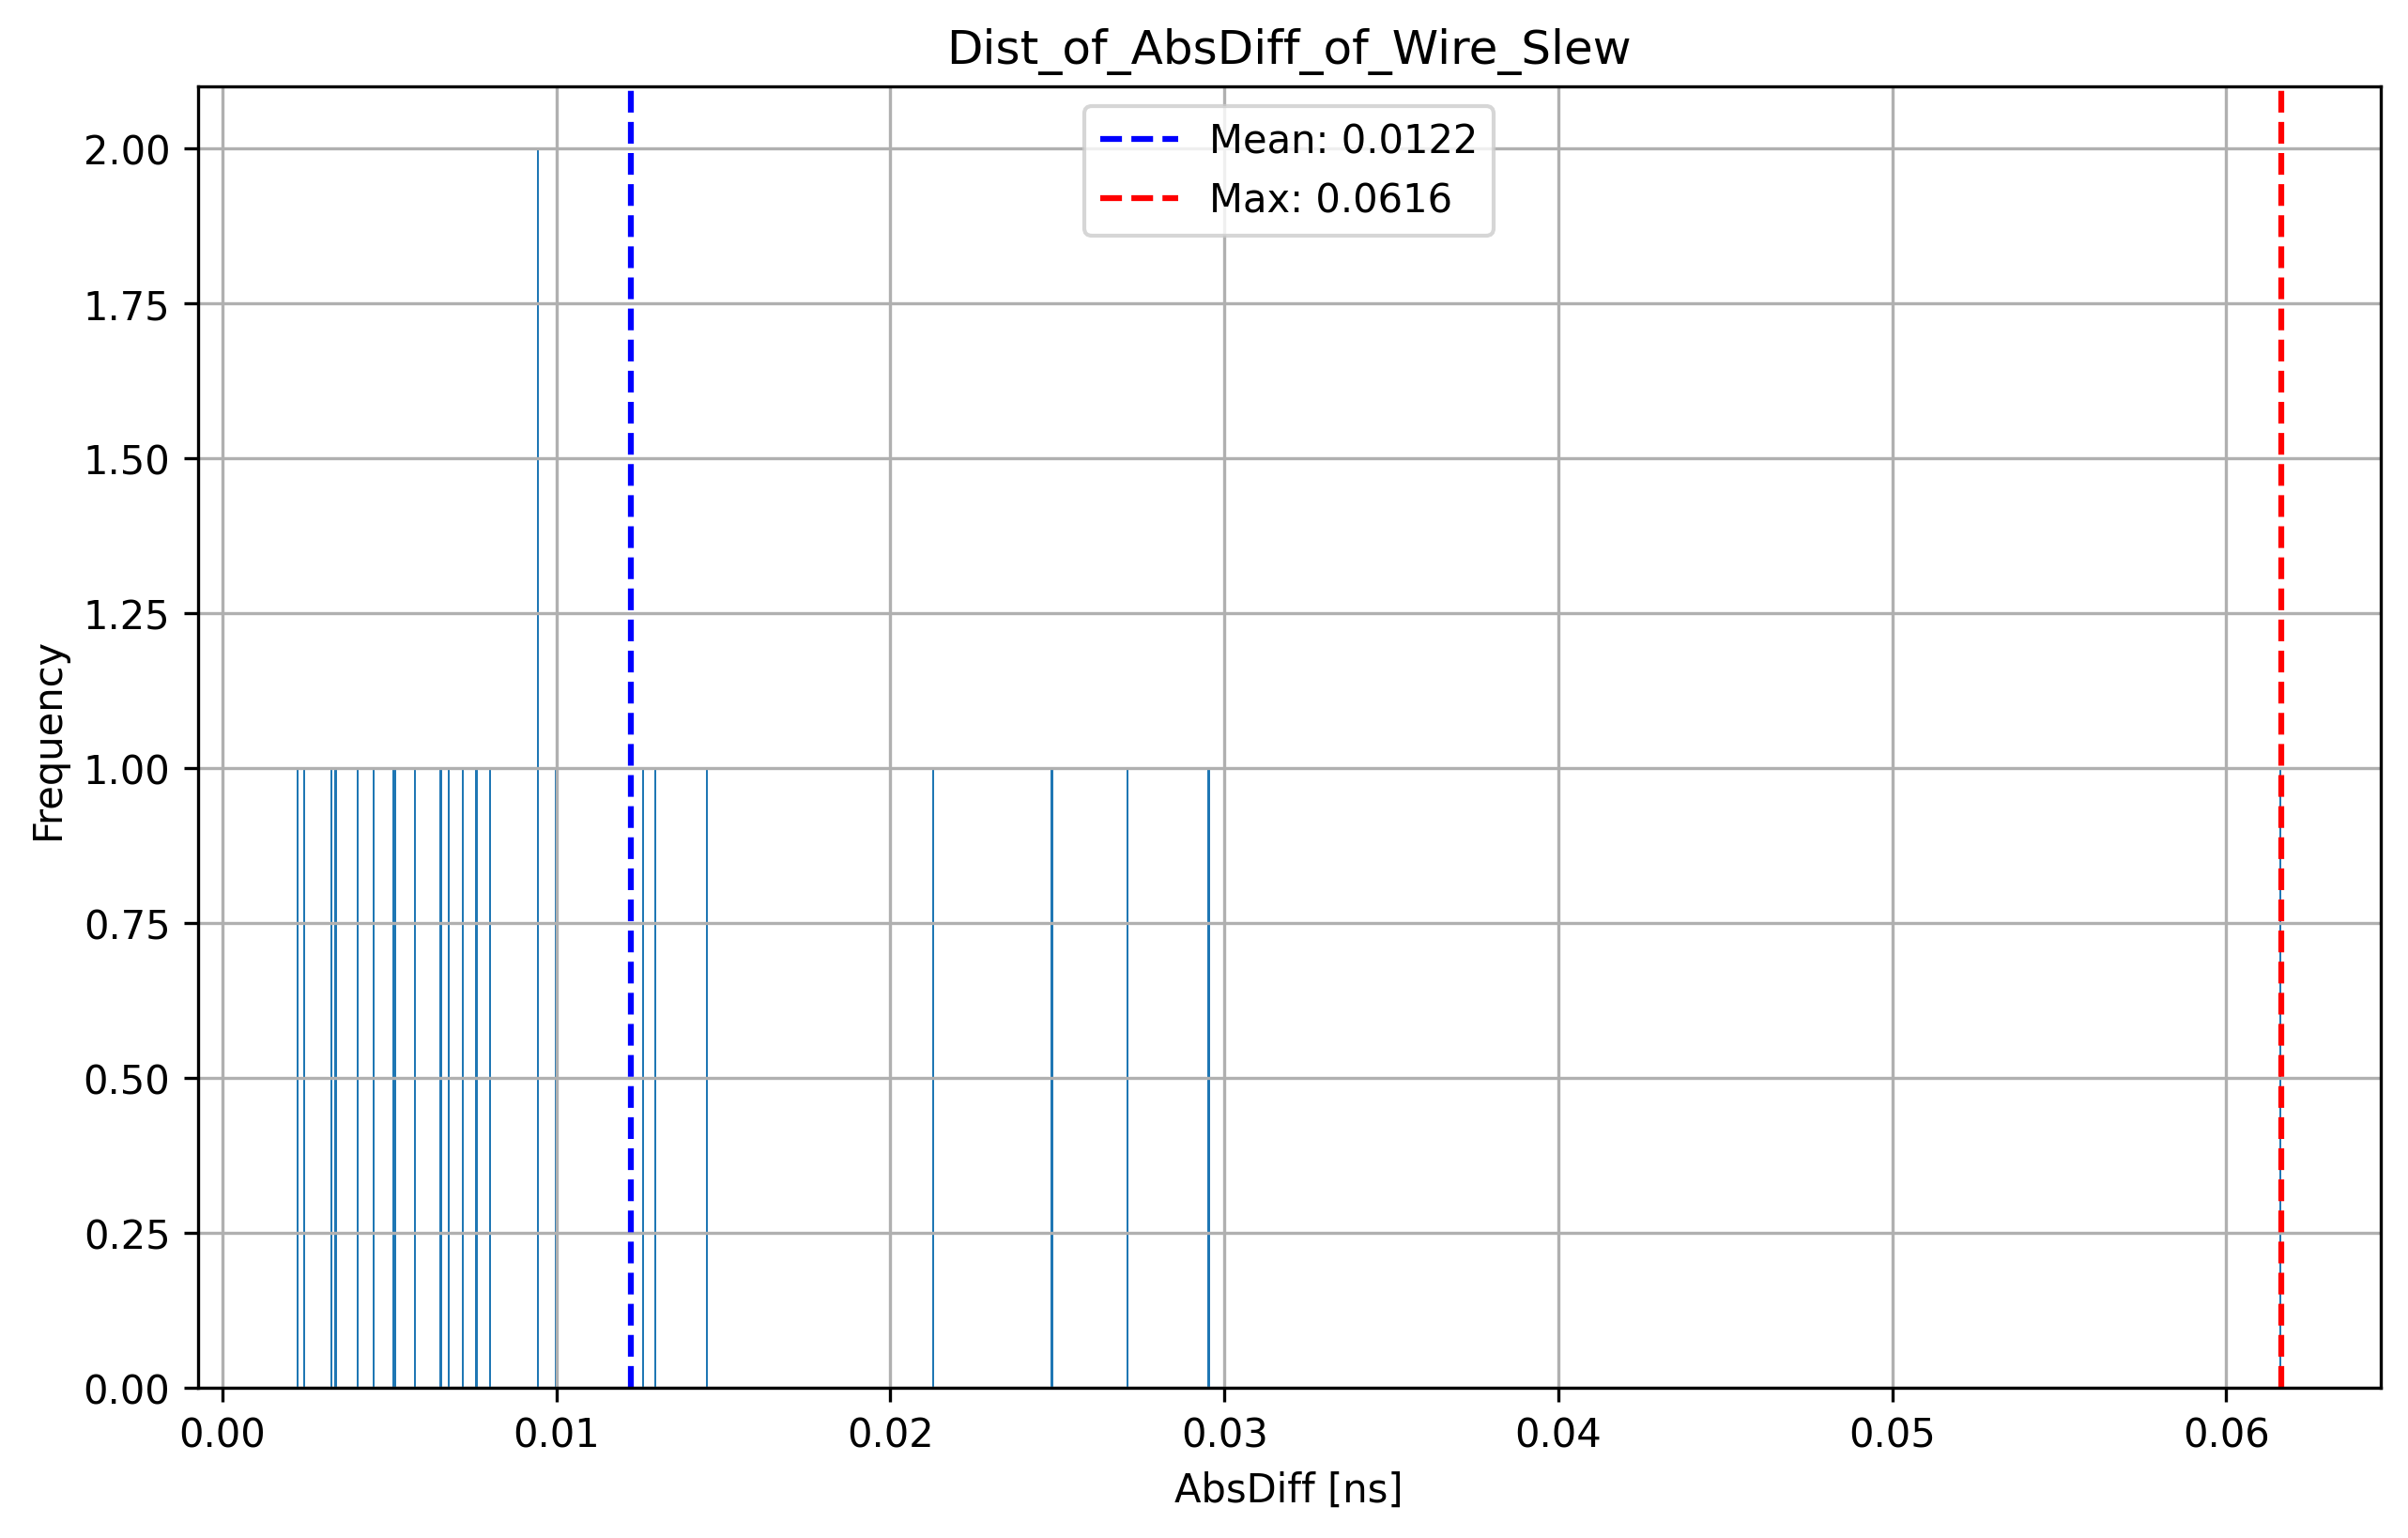 Dist_of_AbsDiff_of_Wire_Slew
Mean: 0.0122
Max: 0.0616
2.00
1.75
1.50
1.25
1.00
0.75
0.50
0.25
0.00
Frequency
0.00 0.01 0.02 0.03 0.04 0.05 0.06
AbsDiff [ns]